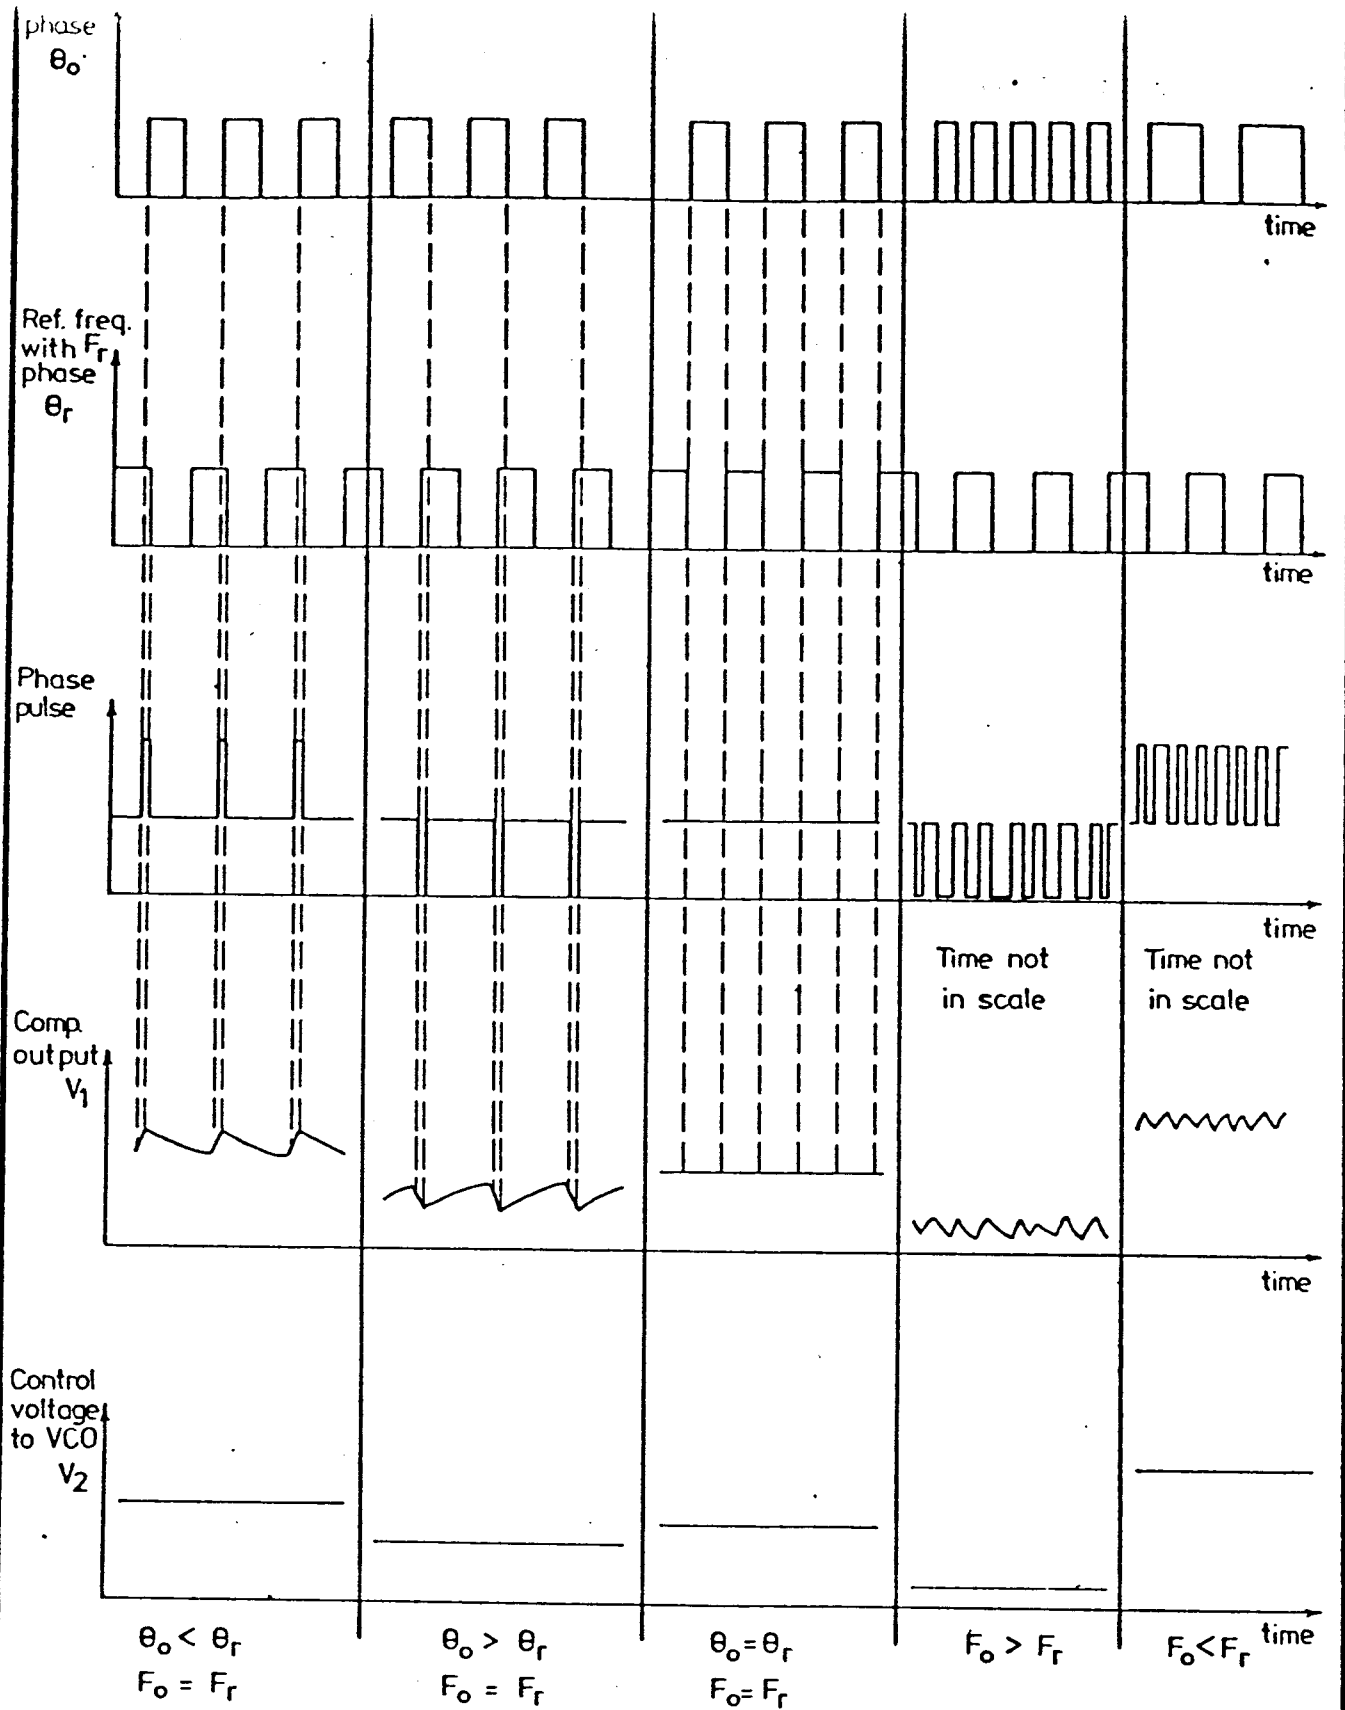 phase
θo
time
Ref. freq.
with Fr
phase
θr
time
Phase
pulse
time
Time not
in scale
Time not
in scale
Comp.
output
V1
time
Control
voltage
to VCO
V2
time
θo < θr
Fo = Fr
θo > θr
Fo = Fr
θo = θr
Fo = Fr
Fo > Fr
Fo < Fr